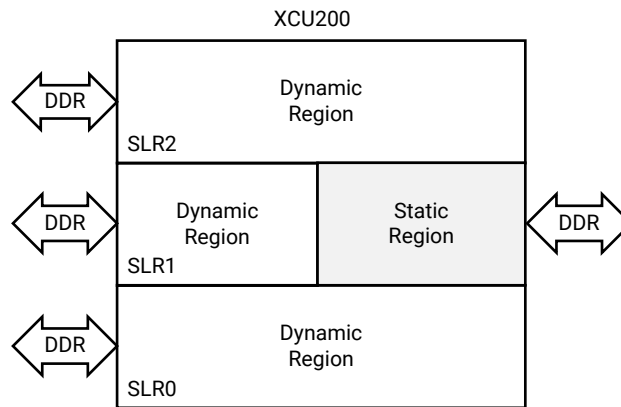 XCU200
Dynamic
Region
DDR
SLR2
Dynamic
Region
Static
Region
DDR
DDR
SLR1
Dynamic
Region
DDR
SLR0